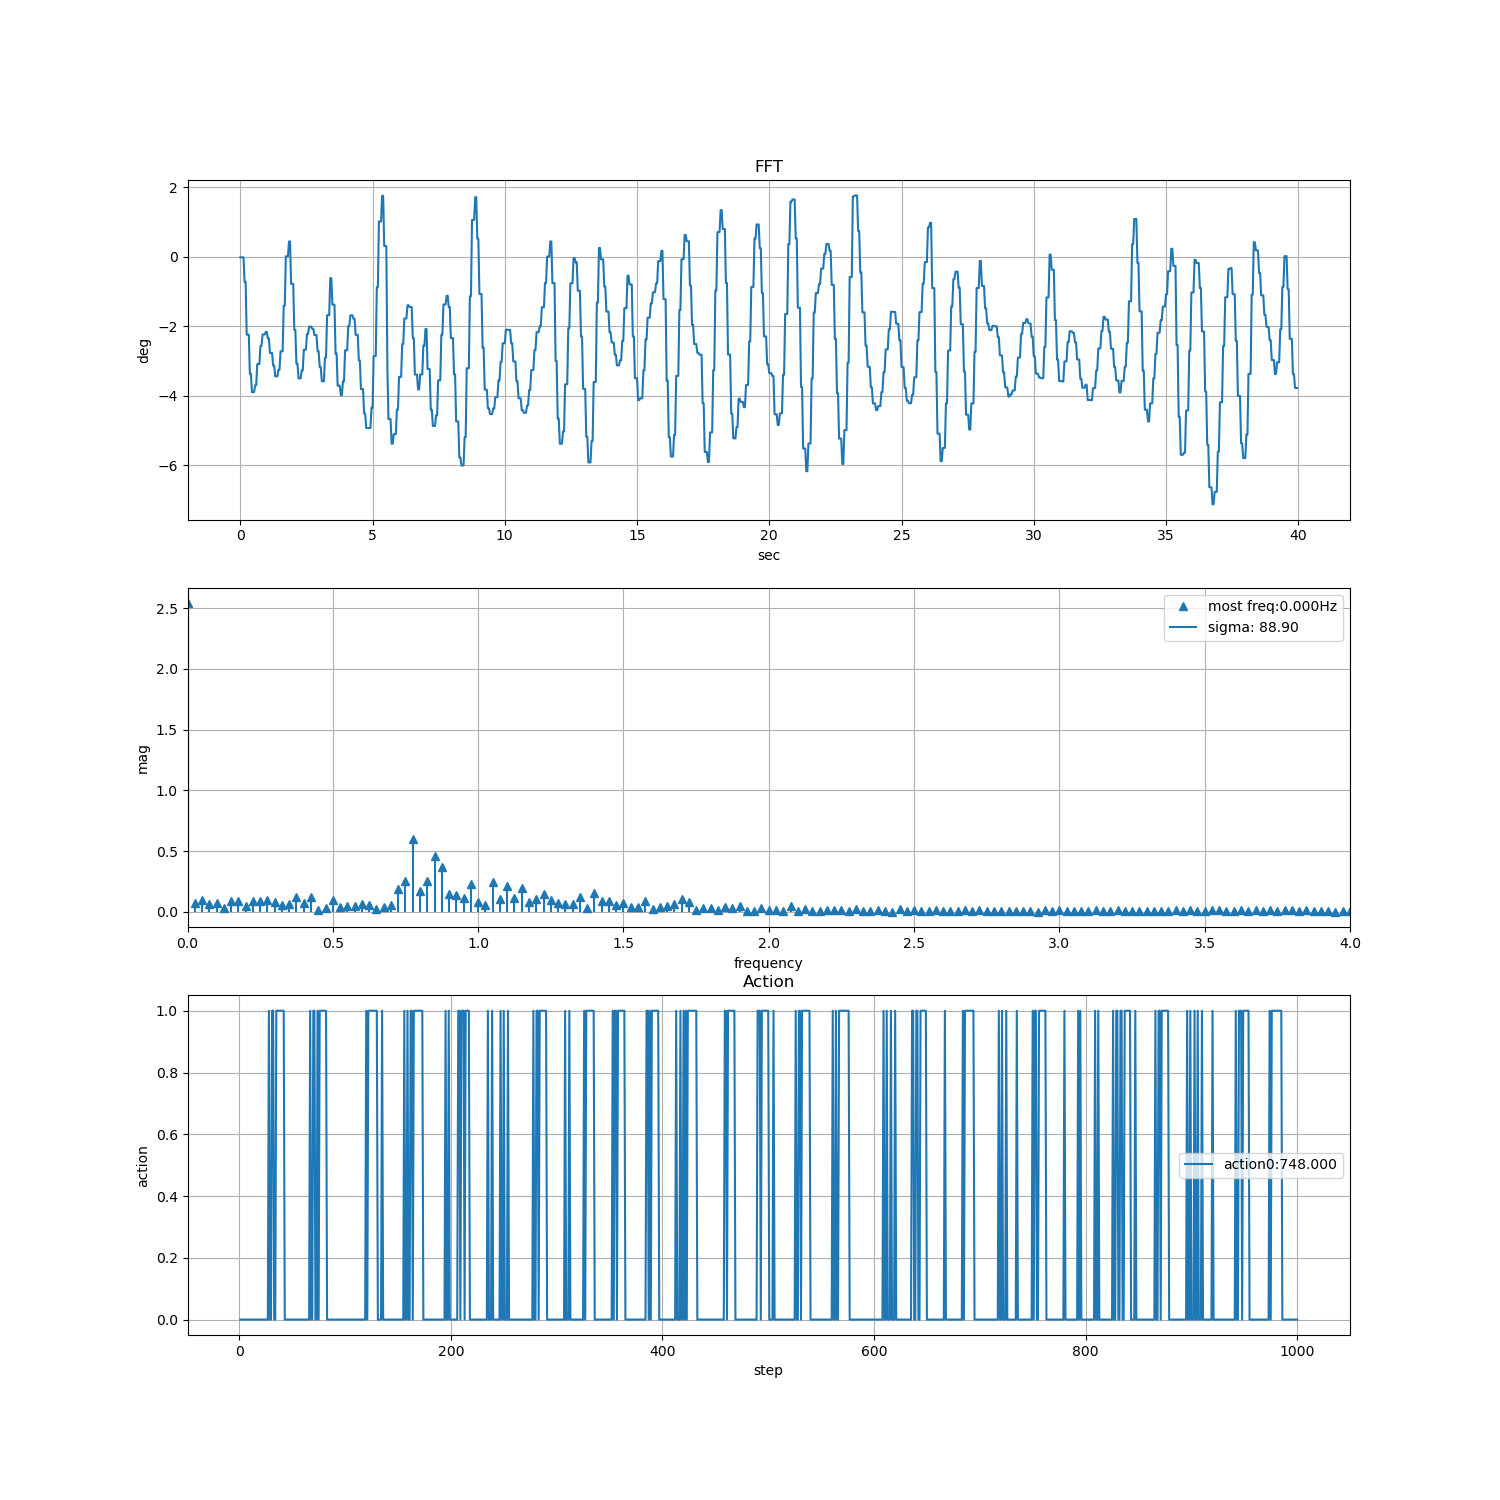 FFT
2
0
−2
−4
−6
deg
0 5 10 15 20 25 30 35 40
sec
2.5
2.0
1.5
1.0
0.5
0.0
mag
most freq:0.000Hz
sigma: 88.90
0.0 0.5 1.0 1.5 2.0 2.5 3.0 3.5 4.0
frequency
Action
1.0
0.8
0.6
0.4
0.2
0.0
action
action0:748.000
0 200 400 600 800 1000
step